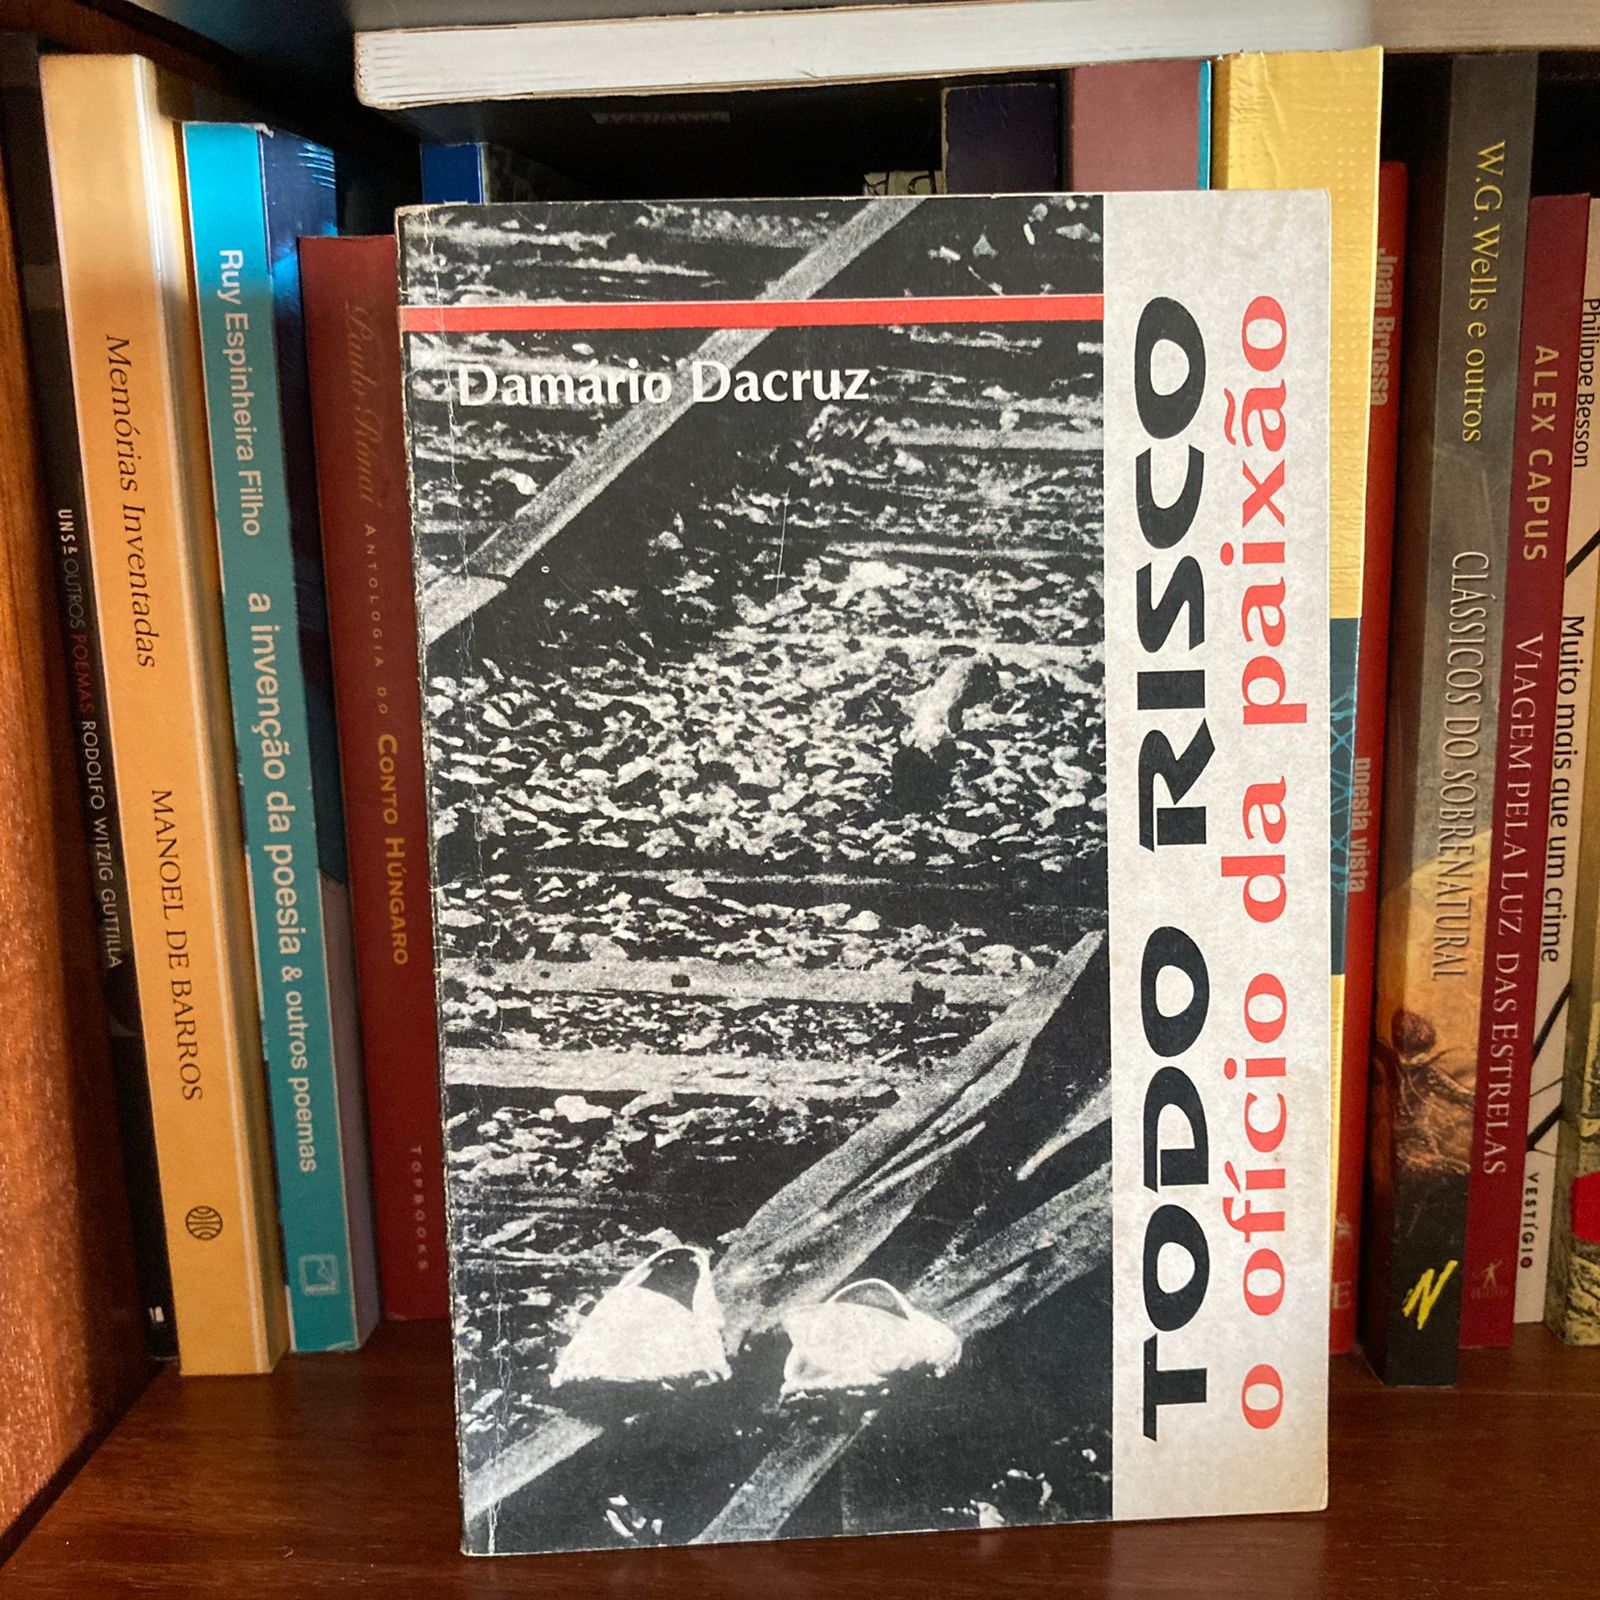 UNS & OUTROS POEMAS RODOLFO WITZIG GUTTILLA
Memórias Inventadas MANOEL DE BARROS
Ruy Espinheira Filho a invenção da poesia & outros poemas
Paulo Rónai ANTOLOGIA DO CONTO HÚNGARO TOPBOOKS
Damário Dacruz
TODO RISCO
o ofício da paixão
Joan Brossa poesia vista
W.G. Wells e outros CLÁSSICOS DO SOBRENATURAL
ALEX CAPUS VIAGEM PELA LUZ DAS ESTRELAS
Philippe Besson Muito mais que um crime VESTÍGIO